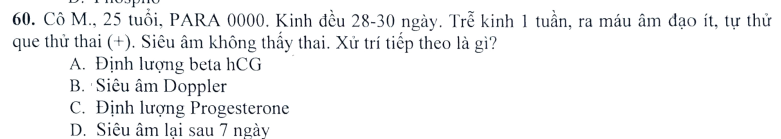 60. Cô M., 25 tuổi, PARA 0000. Kinh đều 28-30 ngày. Trễ kinh 1 tuần, ra máu âm đạo ít, tự thử
que thử thai (+). Siêu âm không thấy thai. Xử trí tiếp theo là gì?
A. Định lượng beta hCG
B. Siêu âm Doppler
C. Định lượng Progesterone
D. Siêu âm lại sau 7 ngày